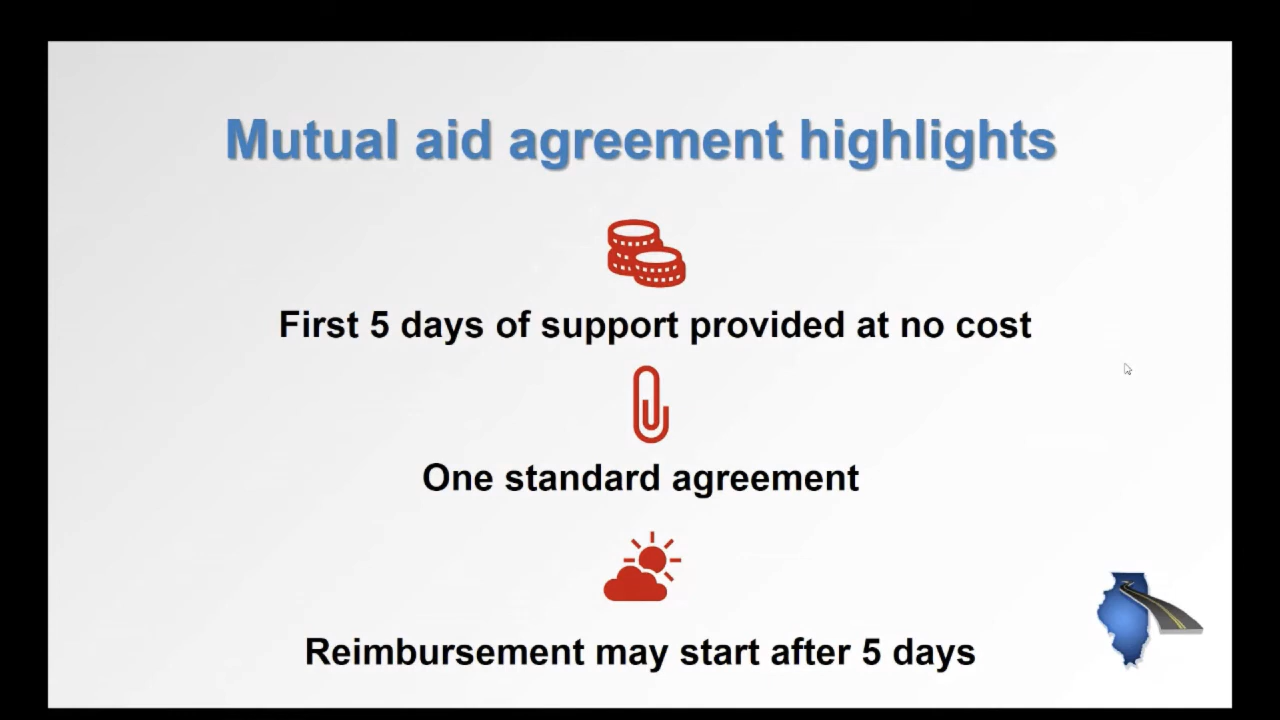 Mutual aid agreement highlights
First 5 days of support provided at no cost
One standard agreement
Reimbursement may start after 5 days